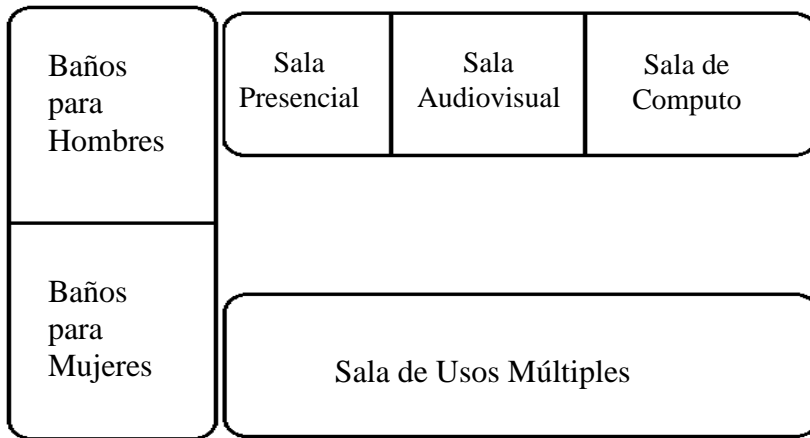 Baños
para
Hombres
Sala
Presencial
Sala
Audiovisual
Sala de
Computo
Baños
para
Mujeres
Sala de Usos Múltiples